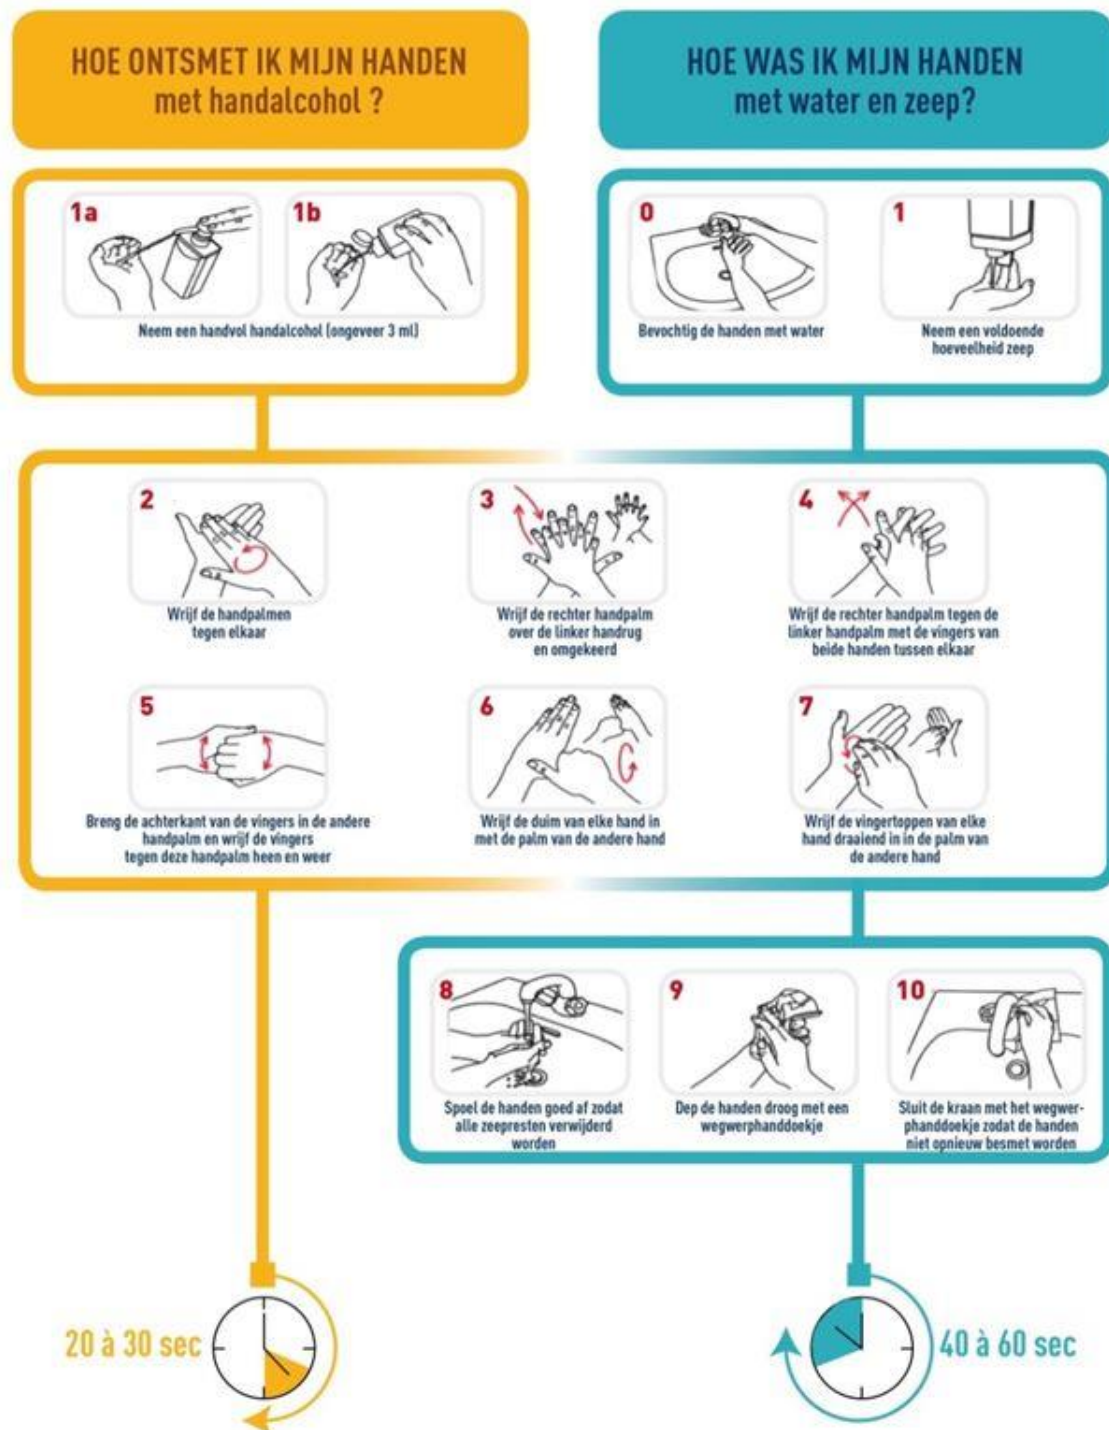 HOE ONTSMET IK MIJN HANDEN
met handalcohol ?
HOE WAS IK MIJN HANDEN
met water en zeep?
1a
1b
Neem een handvol handalcohol (ongeveer 3 ml)
0
Bevochtig de handen met water
1
Neem een voldoende
hoeveelheid zeep
2
Wrijf de handpalmen
tegen elkaar
3
Wrijf de rechter handpalm
over de linker handrug
en omgekeerd
4
Wrijf de rechter handpalm tegen de
linker handpalm met de vingers van
beide handen tussen elkaar
5
Breng de achterkant van de vingers in de andere
handpalm en wrijf de vingers
tegen deze handpalm heen en weer
6
Wrijf de duim van elke hand in
met de palm van de andere hand
7
Wrijf de vingertoppen van elke
hand draaiend in in de palm van
de andere hand
8
Spoel de handen goed af zodat
alle zeepresten verwijderd
worden
9
Dep de handen droog met een
wegwerphanddoekje
10
Sluit de kraan met het wegwer-
phanddoekje zodat de handen
niet opnieuw besmet worden
20 à 30 sec
40 à 60 sec